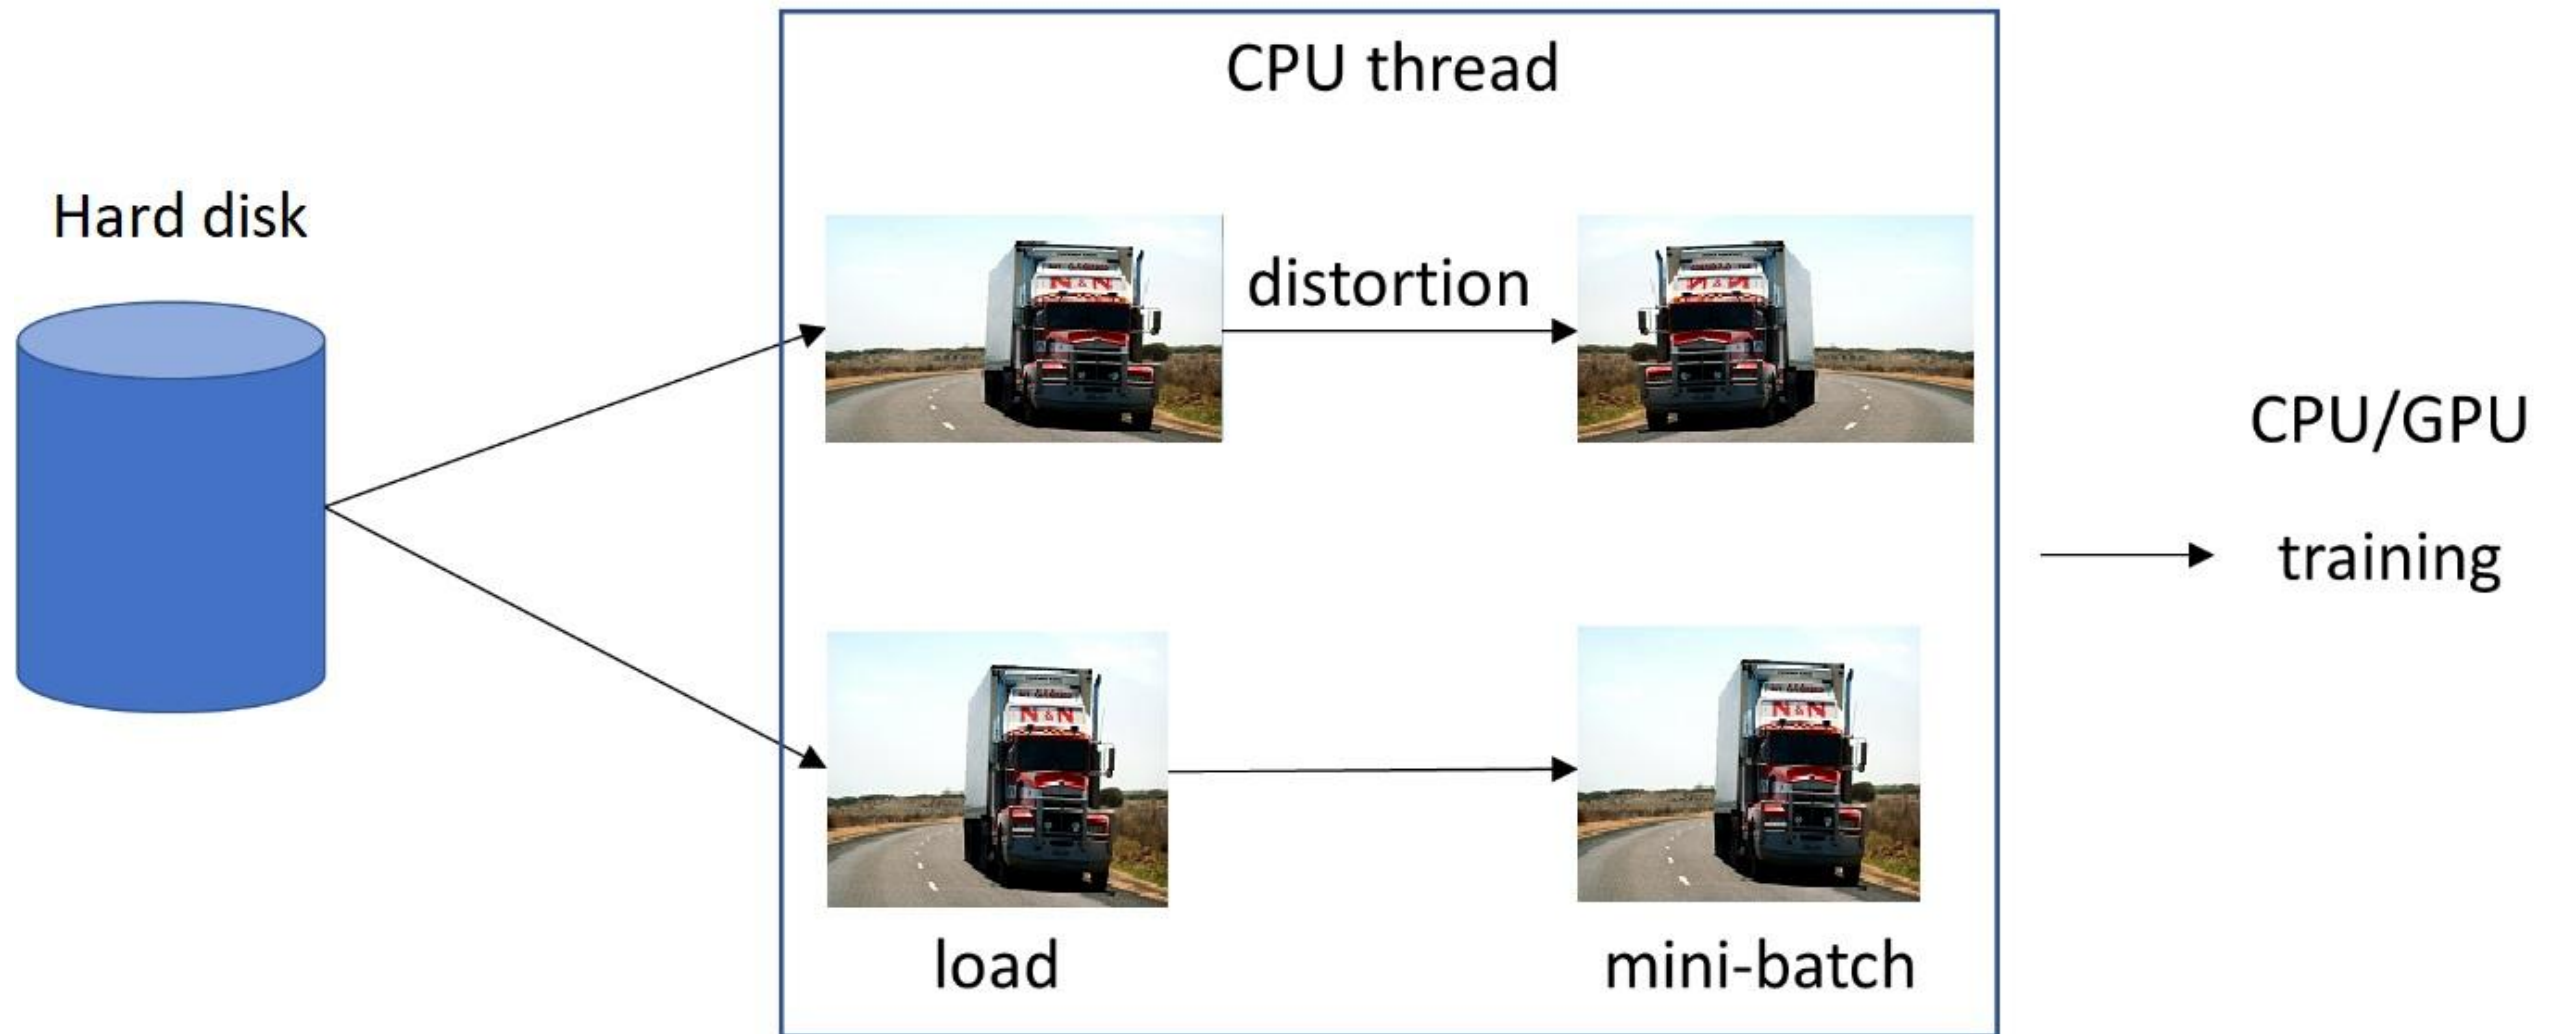 CPU thread
Hard disk
distortion
N & N
N & N
CPU/GPU
training
N & N
N & N
load
mini-batch